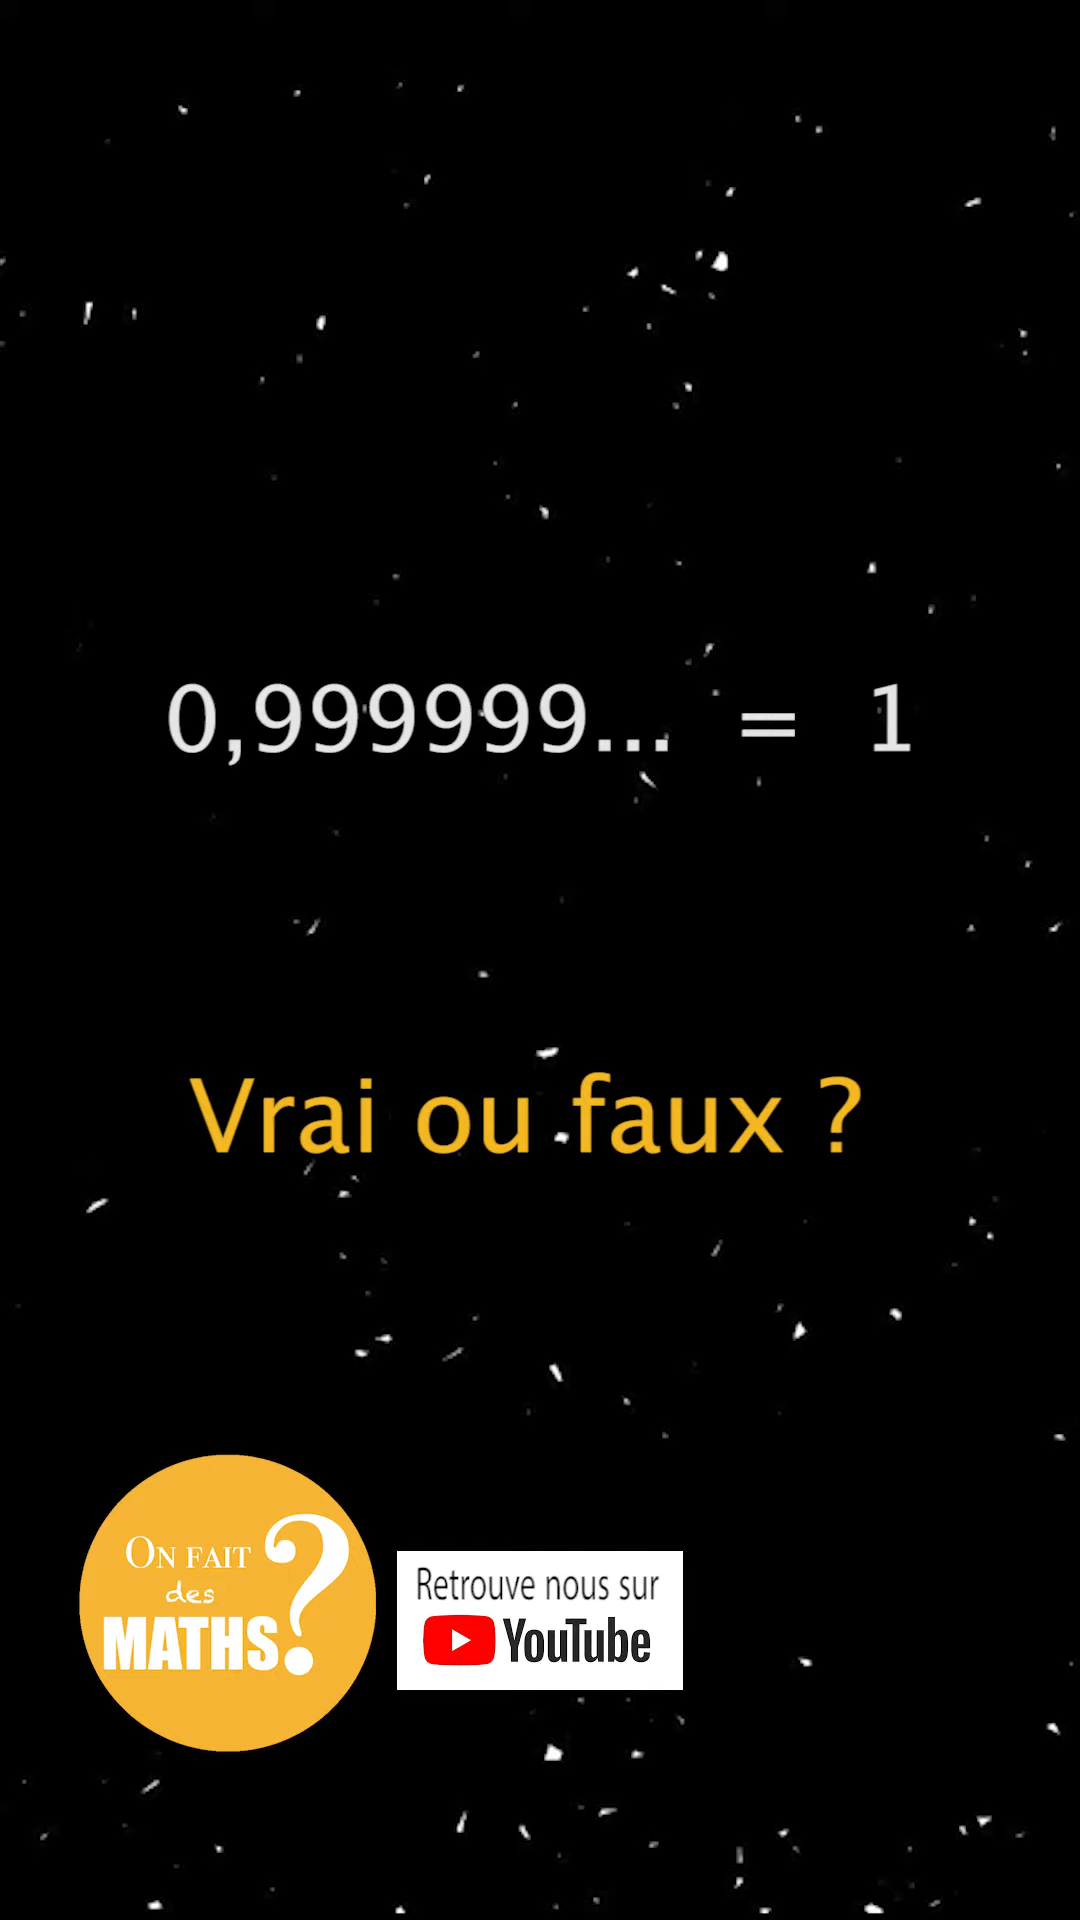 0,999999... = 1
Vrai ou faux ?
ON FAIT
des
MATHS?
Retrouve nous sur
YouTube